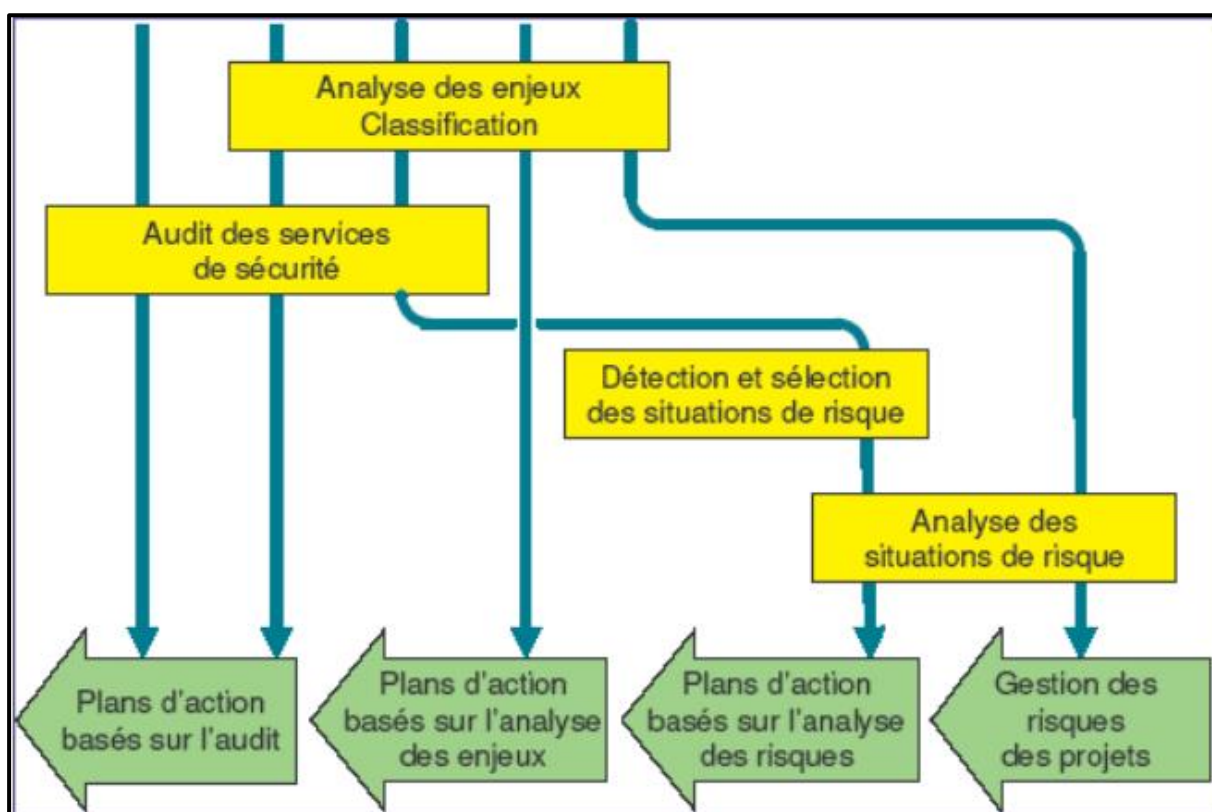 Analyse des enjeux
Classification
Audit des services
de sécurité
Détection et sélection
des situations de risque
Analyse des
situations de risque
Plans d'action
basés sur l'audit
Plans d'action
basés sur l'analyse
des enjeux
Plans d'action
basés sur l'analyse
des risques
Gestion des
risques
des projets